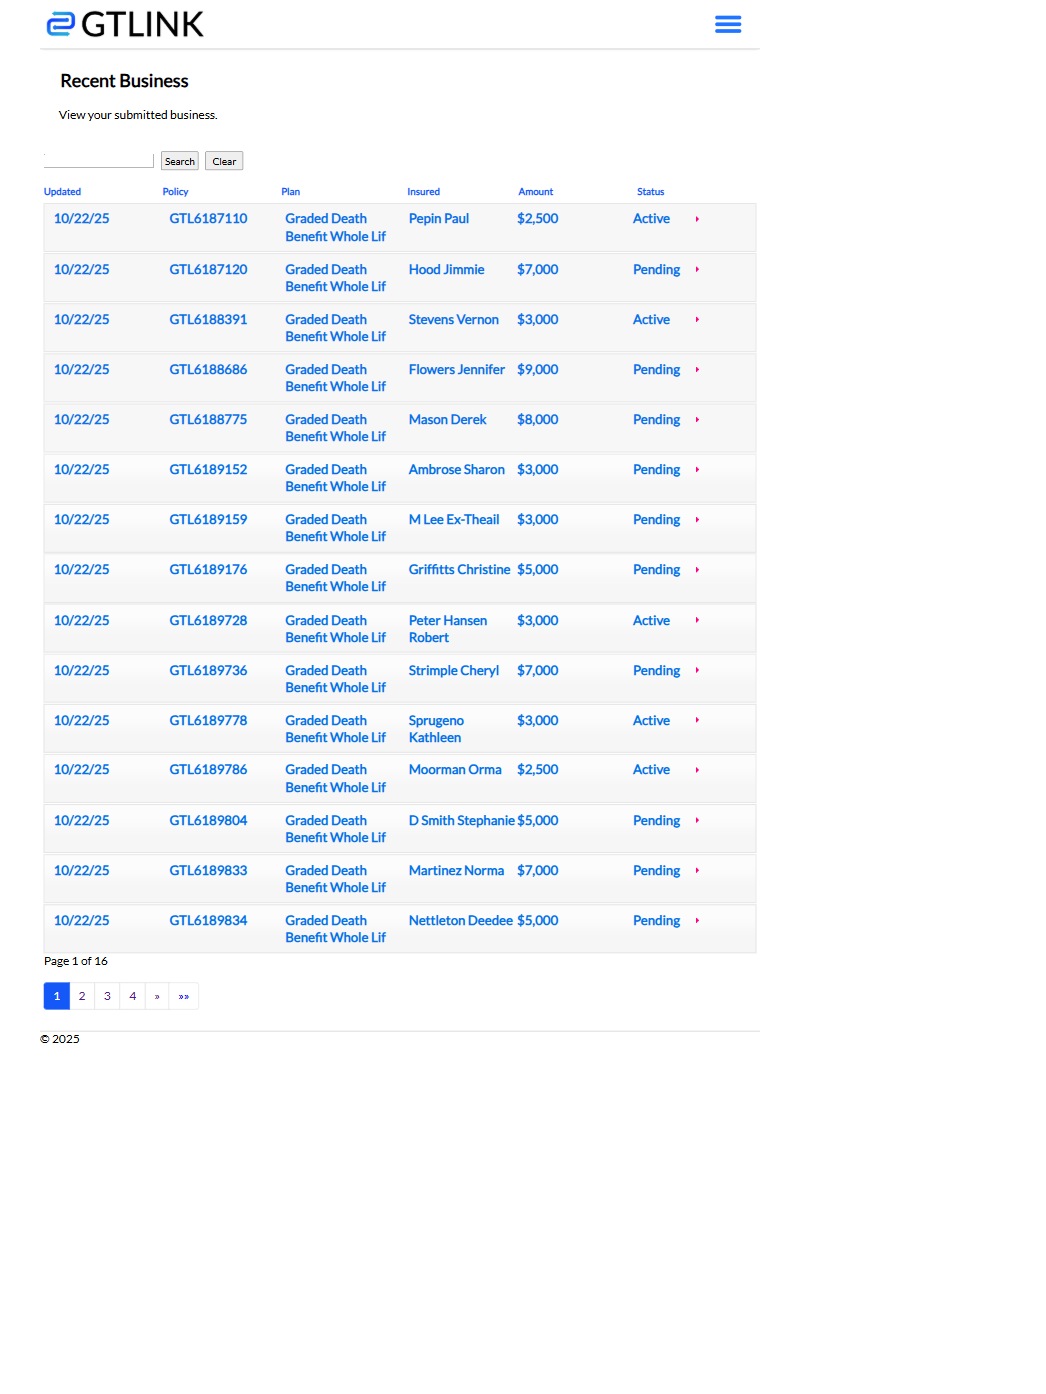 GTLINK
Recent Business
View your submitted business.
Search Clear
Updated Policy Plan Insured Amount Status
10/22/25 GTL6187110 Graded Death Pepin Paul $2,500 Active
Benefit Whole Lif
10/22/25 GTL6187120 Graded Death Hood Jimmie $7,000 Pending
Benefit Whole Lif
10/22/25 GTL6188391 Graded Death Stevens Vernon $3,000 Active
Benefit Whole Lif
10/22/25 GTL6188686 Graded Death Flowers Jennifer $9,000 Pending
Benefit Whole Lif
10/22/25 GTL6188775 Graded Death Mason Derek $8,000 Pending
Benefit Whole Lif
10/22/25 GTL6189152 Graded Death Ambrose Sharon $3,000 Pending
Benefit Whole Lif
10/22/25 GTL6189159 Graded Death M Lee Ex-Theail $3,000 Pending
Benefit Whole Lif
10/22/25 GTL6189176 Graded Death Griffitts Christine $5,000 Pending
Benefit Whole Lif
10/22/25 GTL6189728 Graded Death Peter Hansen $3,000 Active
Benefit Whole Lif Robert
10/22/25 GTL6189736 Graded Death Strimple Cheryl $7,000 Pending
Benefit Whole Lif
10/22/25 GTL6189778 Graded Death Sprugeno $3,000 Active
Benefit Whole Lif Kathleen
10/22/25 GTL6189786 Graded Death Moorman Orma $2,500 Active
Benefit Whole Lif
10/22/25 GTL6189804 Graded Death D Smith Stephanie $5,000 Pending
Benefit Whole Lif
10/22/25 GTL6189833 Graded Death Martinez Norma $7,000 Pending
Benefit Whole Lif
10/22/25 GTL6189834 Graded Death Nettleton Deedee $5,000 Pending
Benefit Whole Lif
Page 1 of 16
1 2 3 4 » »»
© 2025